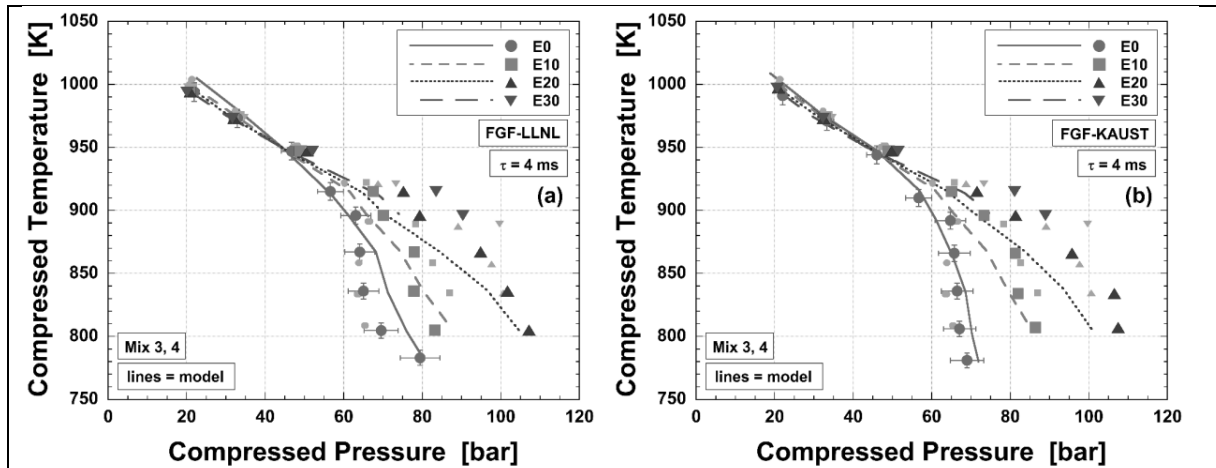 Compressed Temperature [K]
1050
1000
950
900
850
800
750
E0
E10
E20
E30
FGF-LLNL
τ = 4 ms
(a)
Mix 3, 4
lines = model
0 20 40 60 80 100 120
Compressed Pressure [bar]
Compressed Temperature [K]
1050
1000
950
900
850
800
750
E0
E10
E20
E30
FGF-KAUST
τ = 4 ms
(b)
Mix 3, 4
lines = model
0 20 40 60 80 100 120
Compressed Pressure [bar]